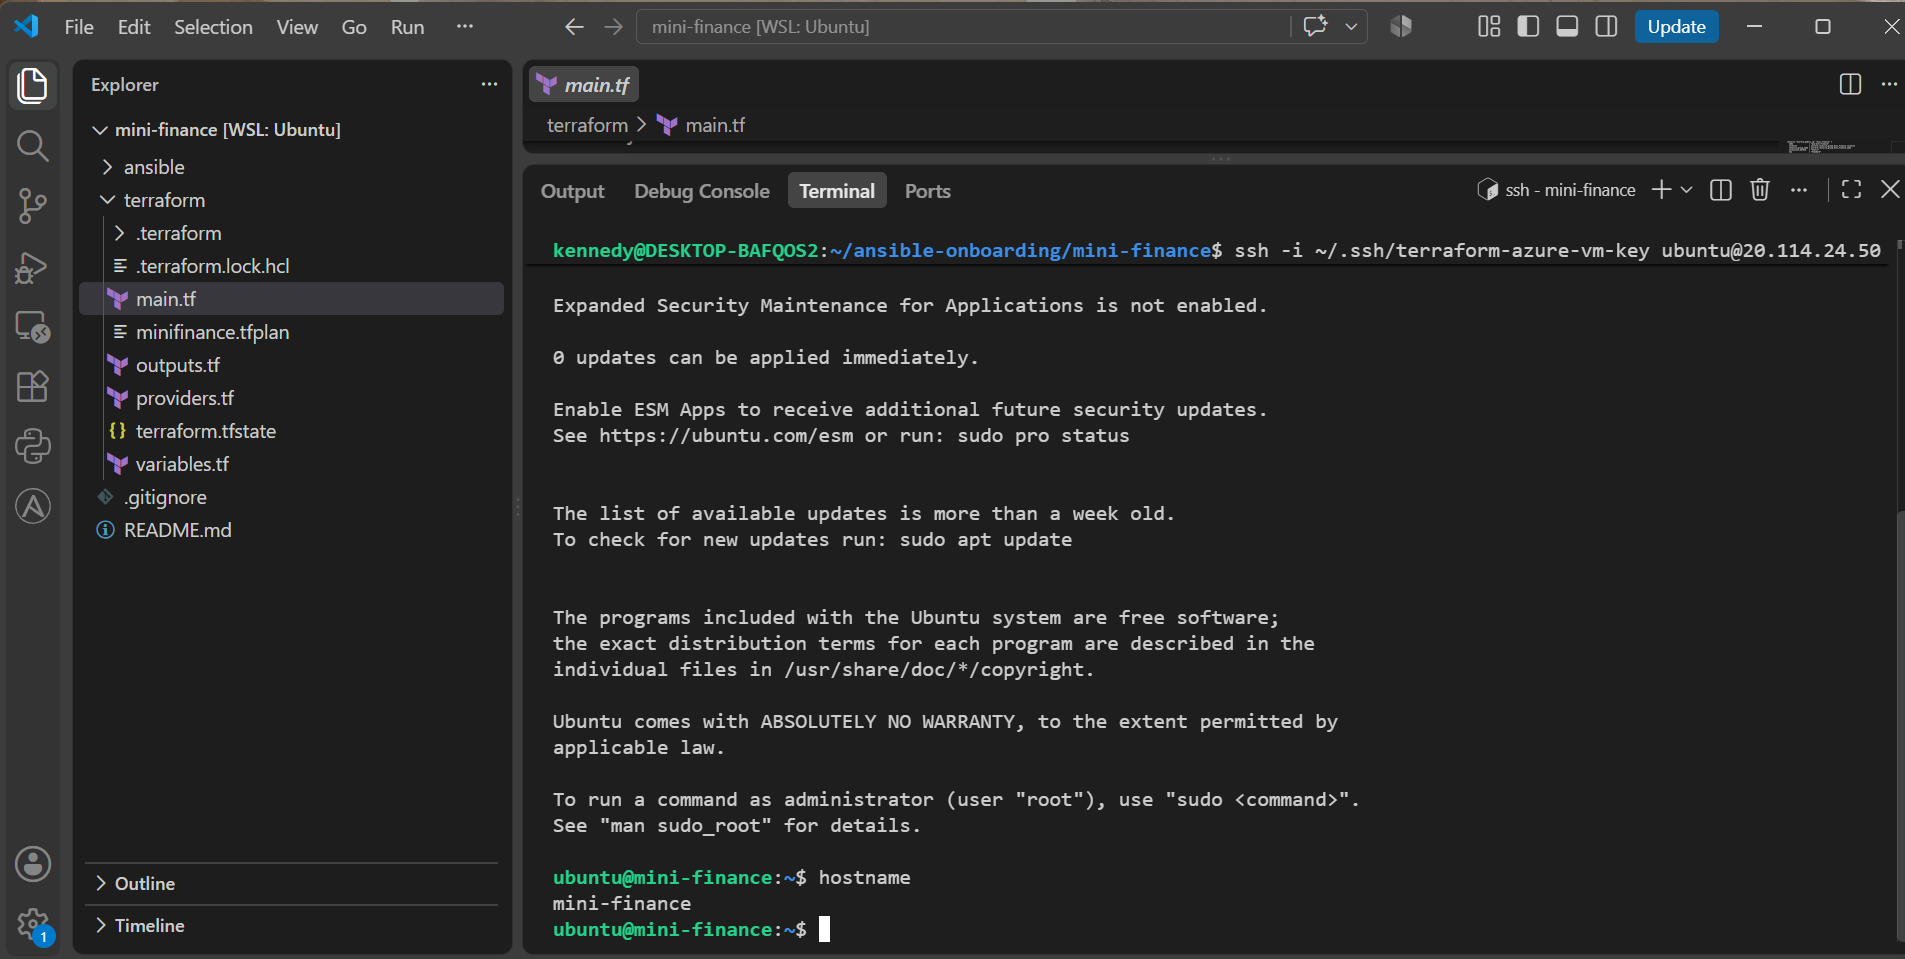 File Edit Selection View Go Run ···
mini-finance [WSL: Ubuntu]
Update
Explorer
mini-finance [WSL: Ubuntu]
ansible
terraform
.terraform
.terraform.lock.hcl
main.tf
minifinance.tfplan
outputs.tf
providers.tf
terraform.tfstate
variables.tf
.gitignore
README.md
Outline
Timeline
1
main.tf
terraform > main.tf
Output Debug Console Terminal Ports
ssh - mini-finance
kennedy@DESKTOP-BAFQOS2:~/ansible-onboarding/mini-finance$ ssh -i ~/.ssh/terraform-azure-vm-key ubuntu@20.114.24.50
Expanded Security Maintenance for Applications is not enabled.
0 updates can be applied immediately.
Enable ESM Apps to receive additional future security updates.
See https://ubuntu.com/esm or run: sudo pro status
The list of available updates is more than a week old.
To check for new updates run: sudo apt update
The programs included with the Ubuntu system are free software;
the exact distribution terms for each program are described in the
individual files in /usr/share/doc/*/copyright.
Ubuntu comes with ABSOLUTELY NO WARRANTY, to the extent permitted by
applicable law.
To run a command as administrator (user "root"), use "sudo <command>".
See "man sudo_root" for details.
ubuntu@mini-finance:~$ hostname
mini-finance
ubuntu@mini-finance:~$